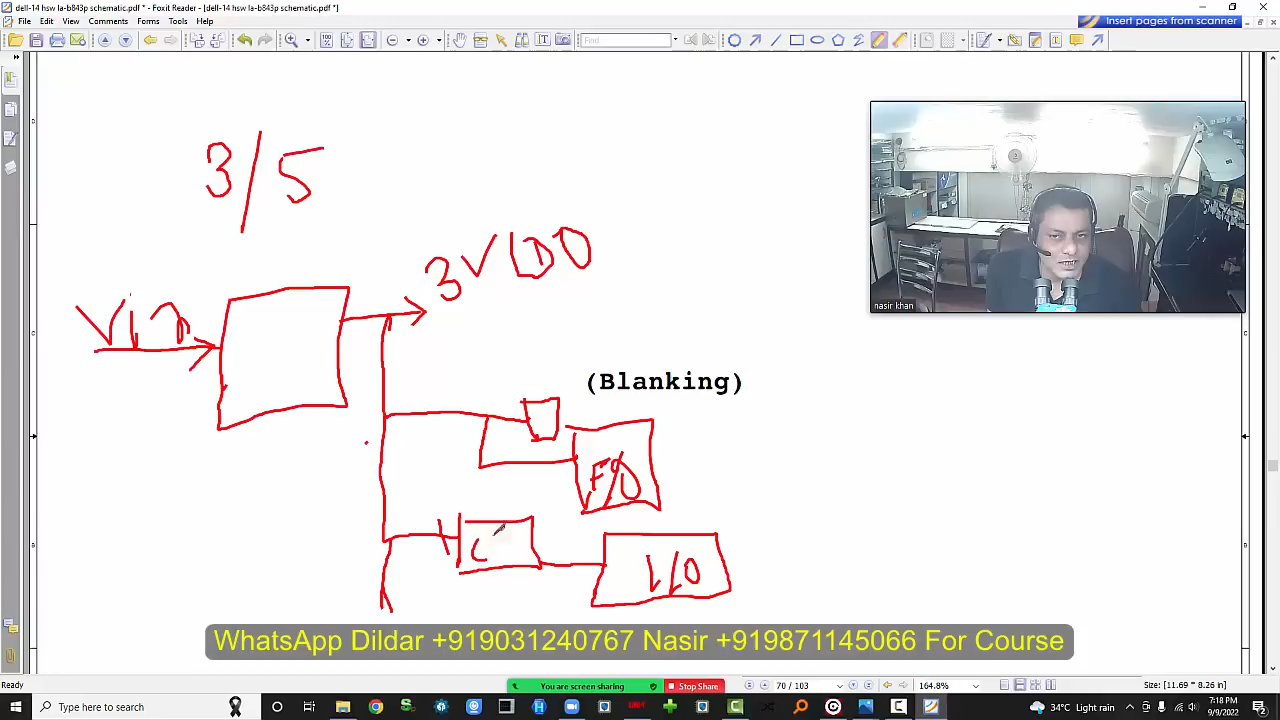 dell-14 hsw la-b843p schematic.pdf * - Foxit Reader - [dell-14 hsw la-b843p schematic.pdf *]
File Edit View Comments Forms Tools Help
Insert pages from scanner
Find
3/5
nasir khan
3V LDO
Vin
(Blanking)
I/O
WhatsApp Dildar +919031240767 Nasir +919871145066 For Course
Ready
You are screen sharing
Stop Share
70 / 103
164.8%
Size: [11.69 * 8.35 in]
Type here to search
34°C Light rain
7:18 PM
9/9/2022